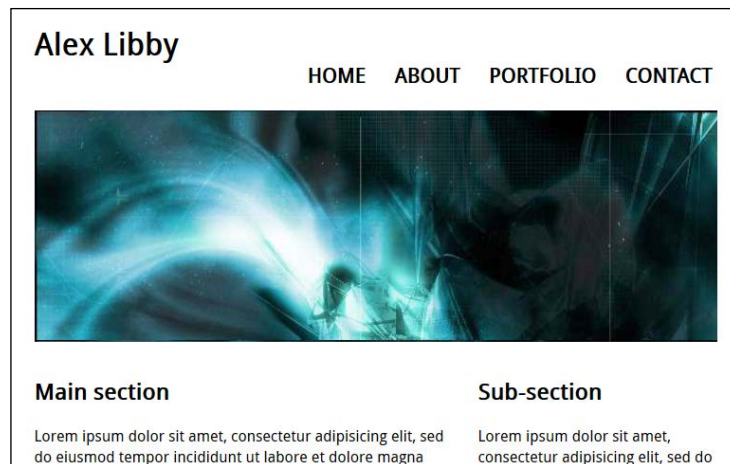 Alex Libby
HOME ABOUT PORTFOLIO CONTACT
Main section
Lorem ipsum dolor sit amet, consectetur adipisicing elit, sed
do eiusmod tempor incididunt ut labore et dolore magna
Sub-section
Lorem ipsum dolor sit amet,
consectetur adipisicing elit, sed do